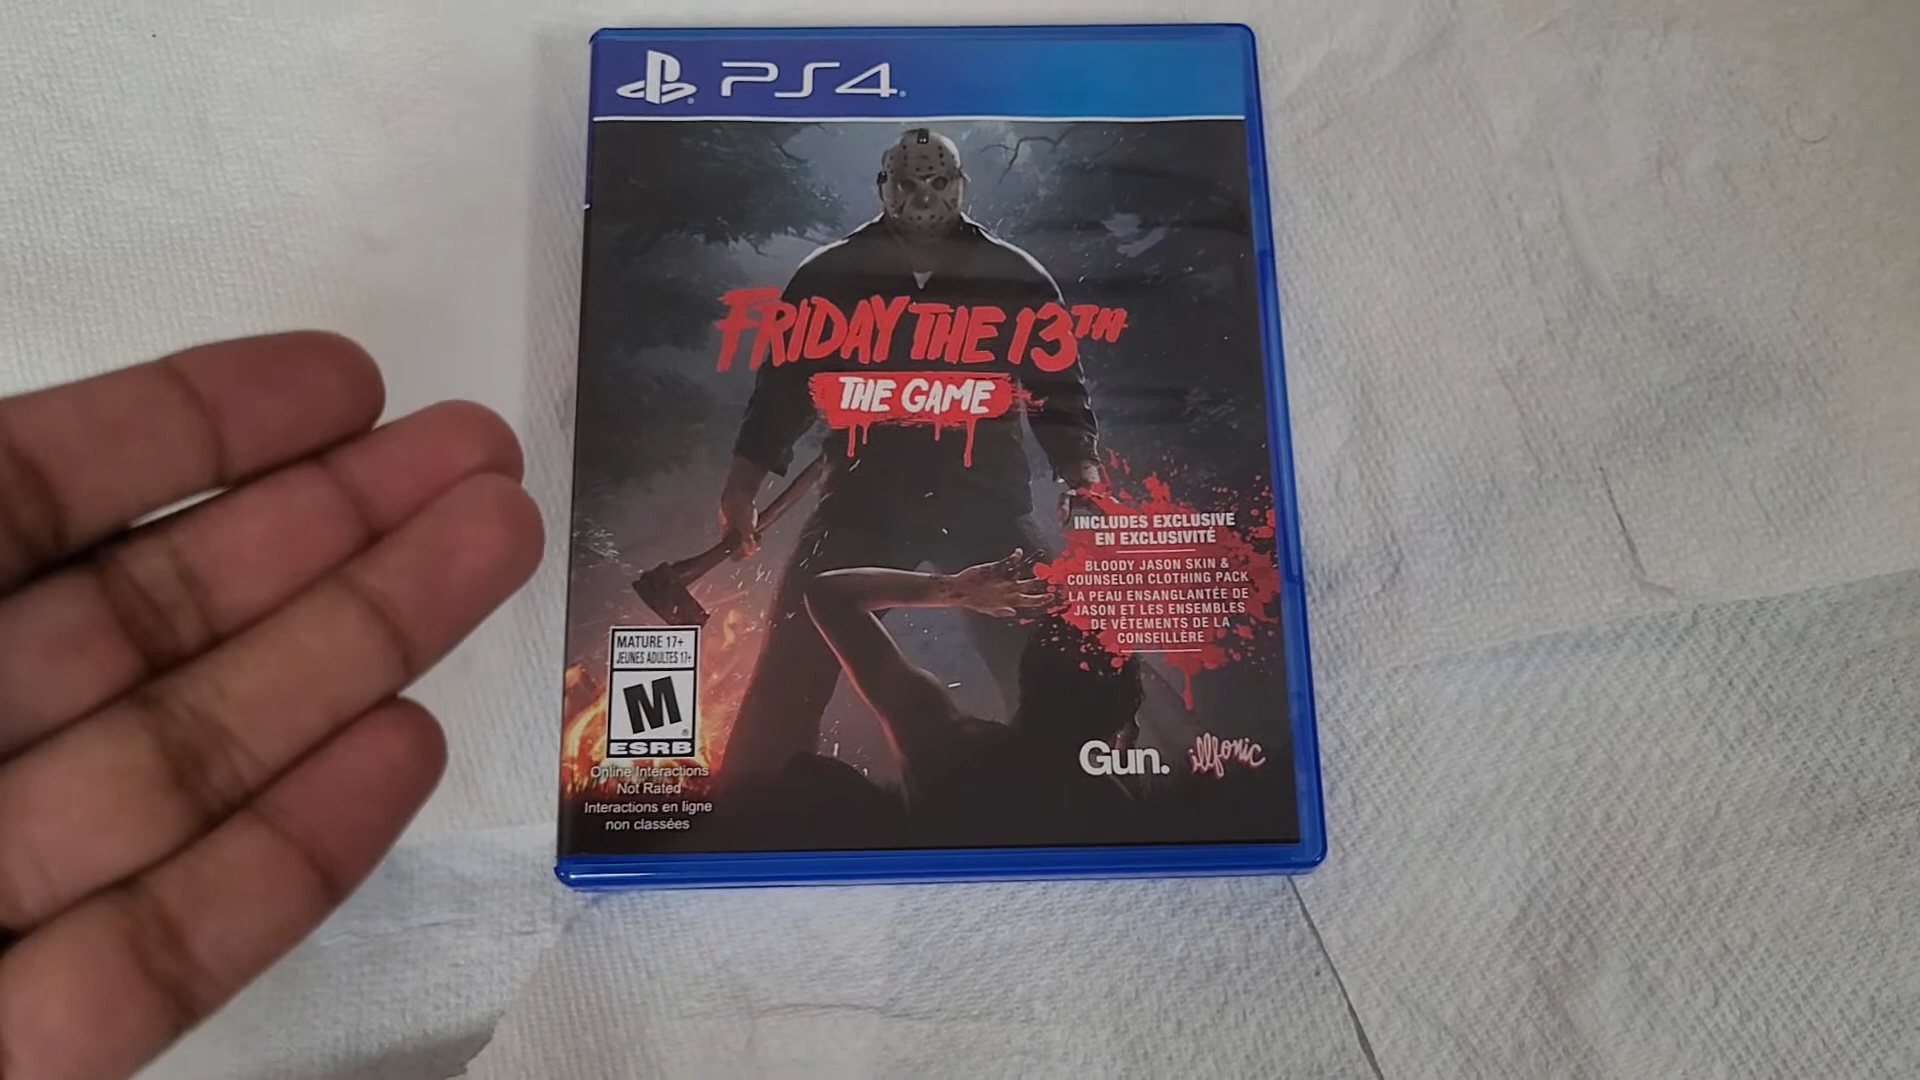 PS4
FRIDAY THE 13TH
THE GAME
INCLUDES EXCLUSIVE
EN EXCLUSIVITÉ
BLOODY JASON SKIN &
COUNSELOR CLOTHING PACK
LA PEAU ENSANGLANTÉE DE
JASON ET LES ENSEMBLES
DE VÊTEMENTS DE LA
CONSEILLÈRE
MATURE 17+
JEUNES ADULTES 17+
M
ESRB
Online Interactions
Not Rated
Interactions en ligne
non classées
Gun.
illfonic